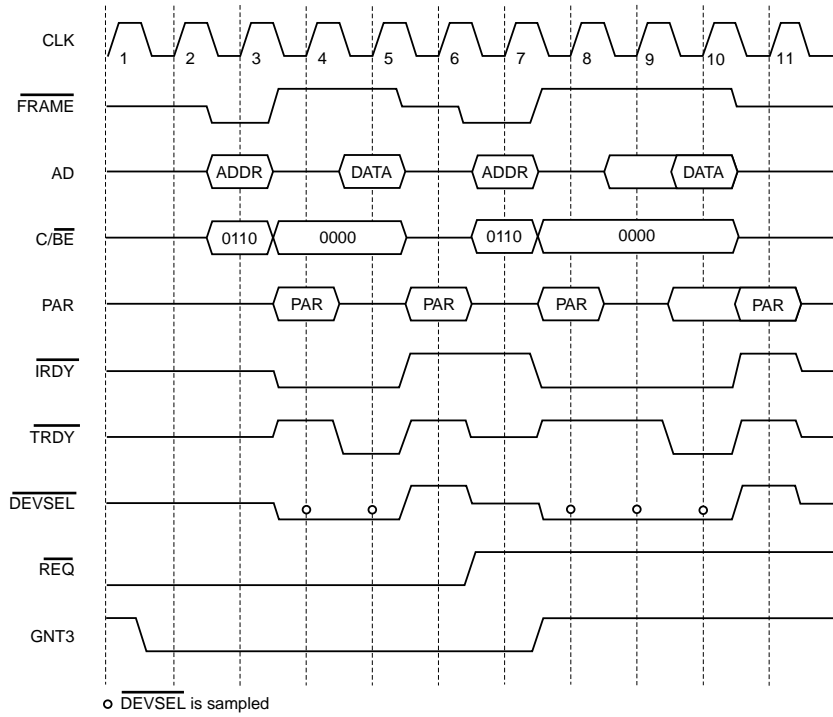 CLK
1 2 3 4 5 6 7 8 9 10 11
FRAME
AD ADDR DATA ADDR DATA
C/BE 0110 0000 0110 0000
PAR PAR PAR PAR PAR
IRDY
TRDY
DEVSEL
REQ
GNT3
DEVSEL is sampled